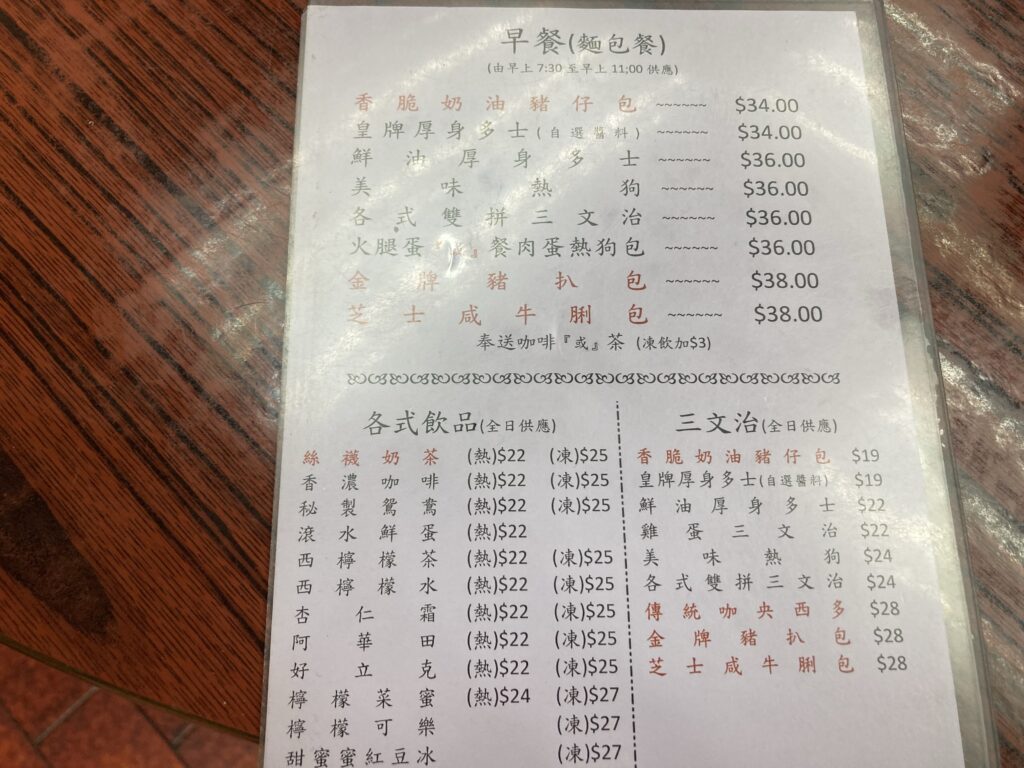 早餐(麵包餐)
(由早上 7:30 至早上 11;00 供應)
香脆奶油豬仔包 ~~~~~~ $34.00
皇牌厚身多士(自選醬料) ~~~~~~ $34.00
鮮油厚身多士 ~~~~~~ $36.00
美味熱狗 ~~~~~~ $36.00
各式雙拼三文治 ~~~~~~ $36.00
火腿蛋『或』餐肉蛋熱狗包 ~~~~~~ $36.00
金牌豬扒包 ~~~~~~ $38.00
芝士咸牛脷包 ~~~~~~ $38.00
奉送咖啡『或』茶 (凍飲加$3)
各式飲品(全日供應)
絲襪奶茶 (熱)$22 (凍)$25
香濃咖啡 (熱)$22 (凍)$25
秘製鴛鴦 (熱)$22 (凍)$25
滾水鮮蛋 (熱)$22
西檸檬茶 (熱)$22 (凍)$25
西檸檬水 (熱)$22 (凍)$25
杏仁霜 (熱)$22 (凍)$25
阿華田 (熱)$22 (凍)$25
好立克 (熱)$22 (凍)$25
檸檬菜蜜 (熱)$24 (凍)$27
檸檬可樂 (凍)$27
甜蜜蜜紅豆冰 (凍)$27
三文治(全日供應)
香脆奶油豬仔包 $19
皇牌厚身多士(自選醬料) $19
鮮油厚身多士 $22
雞蛋三文治 $22
美味熱狗 $24
各式雙拼三文治 $24
傳統咖央西多 $28
金牌豬扒包 $28
芝士咸牛脷包 $28